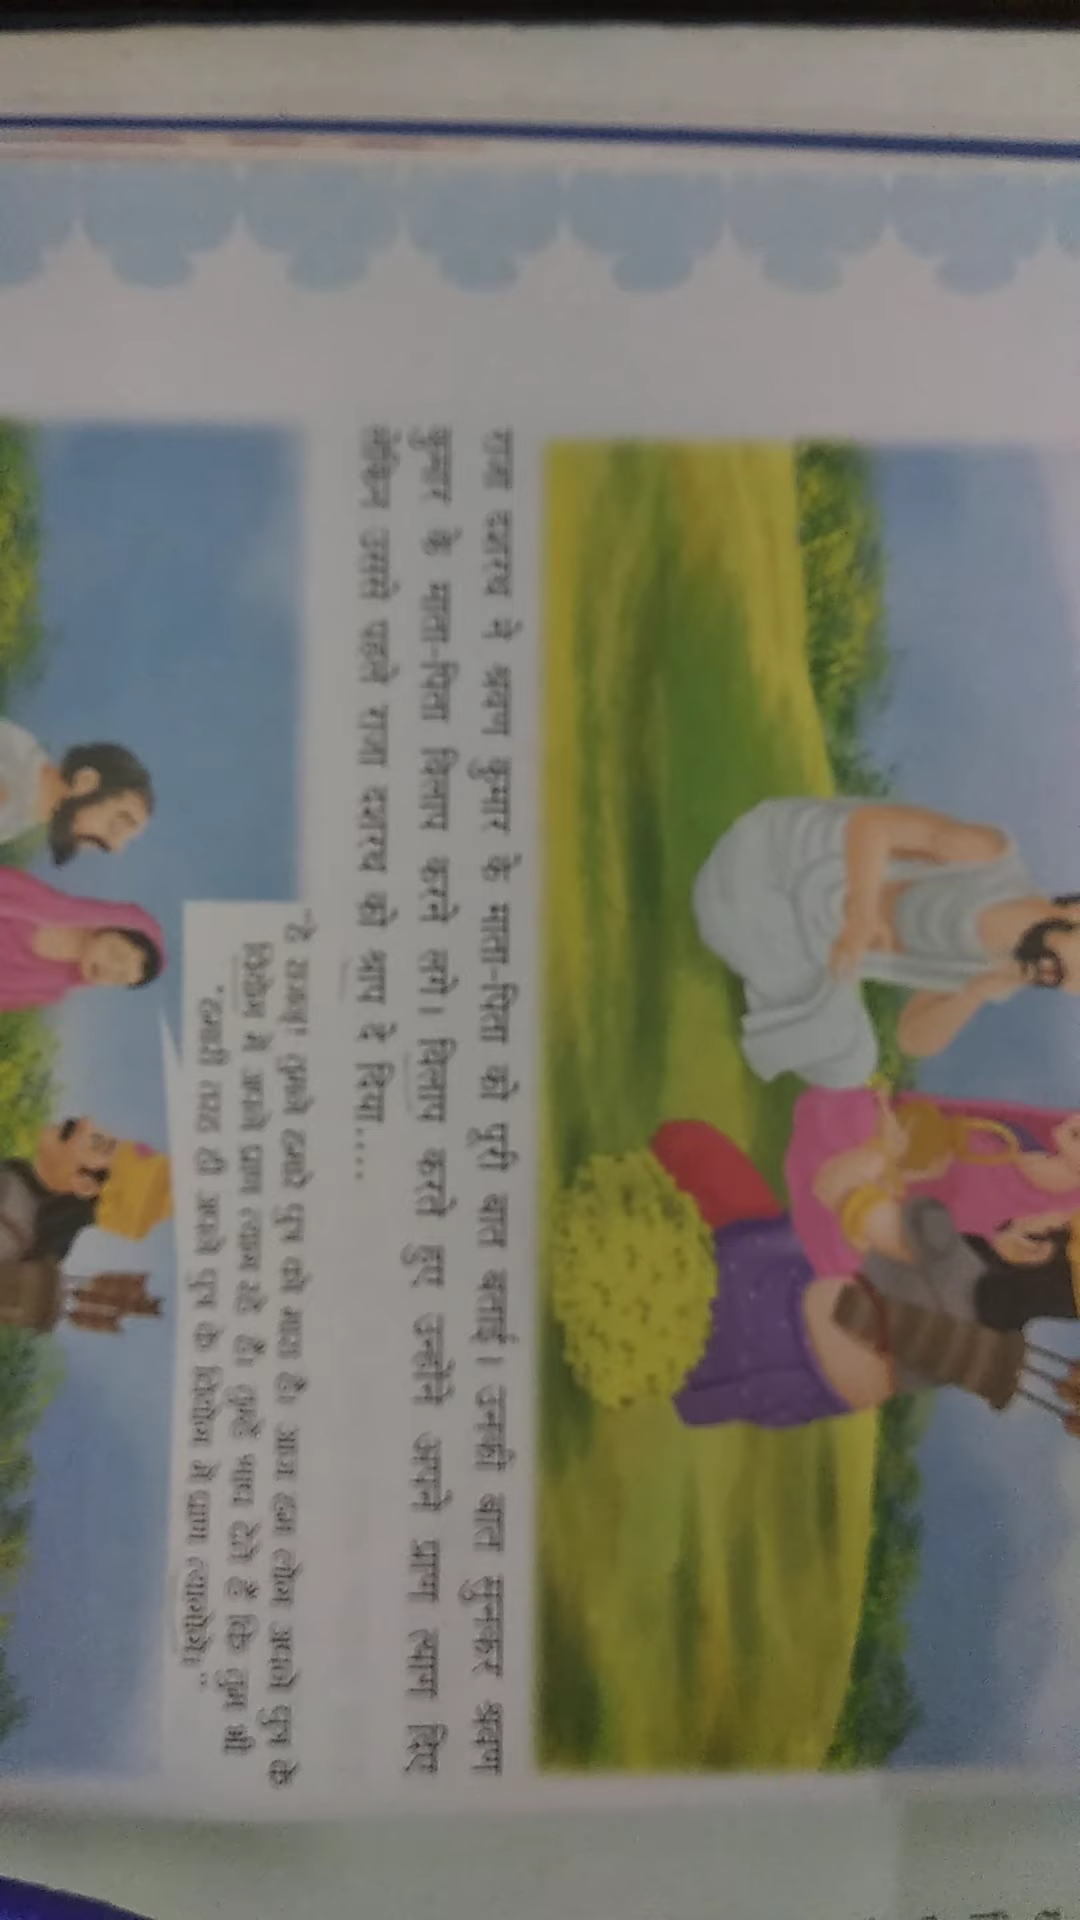 राजा दशरथ ने श्रवण कुमार के माता-पिता को पूरी बात बताई। उनकी बात सुनकर श्रवण
कुमार के माता-पिता विलाप करने लगे। विलाप करते हुए उन्होंने अपने प्राण त्याग दिए
लेकिन उससे पहले राजा दशरथ को श्राप दे दिया....
"हे राजन्! तुमने हमारे पुत्र को मारा है। आज हम लोग अपने पुत्र के
वियोग में अपने प्राण त्याग रहे हैं। तुम्हें श्राप देते हैं कि तुम भी
हमारी तरह ही अपने पुत्र के वियोग में प्राण त्यागोगे।"